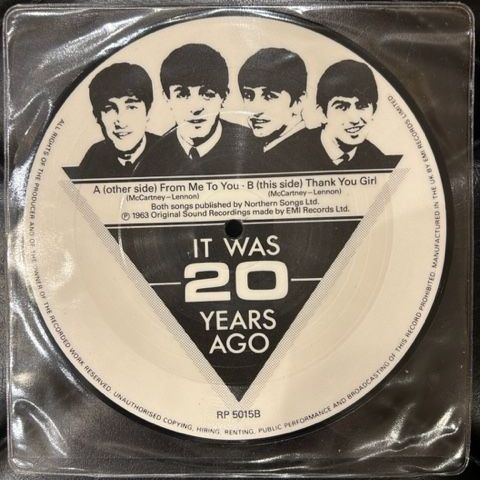 A (other side) From Me To You · B (this side) Thank You Girl
(McCartney–Lennon) (McCartney–Lennon)
Both songs published by Northern Songs Ltd.
℗ 1963 Original Sound Recordings made by EMI Records Ltd.
IT WAS
20
YEARS
AGO
RP 5015B
ALL RIGHTS OF THE PRODUCER AND OF THE OWNER OF THE RECORDED WORK RESERVED. UNAUTHORISED COPYING, HIRING, RENTING, PUBLIC PERFORMANCE AND BROADCASTING OF THIS RECORD PROHIBITED. MANUFACTURED IN THE UK BY EMI RECORDS LIMITED.